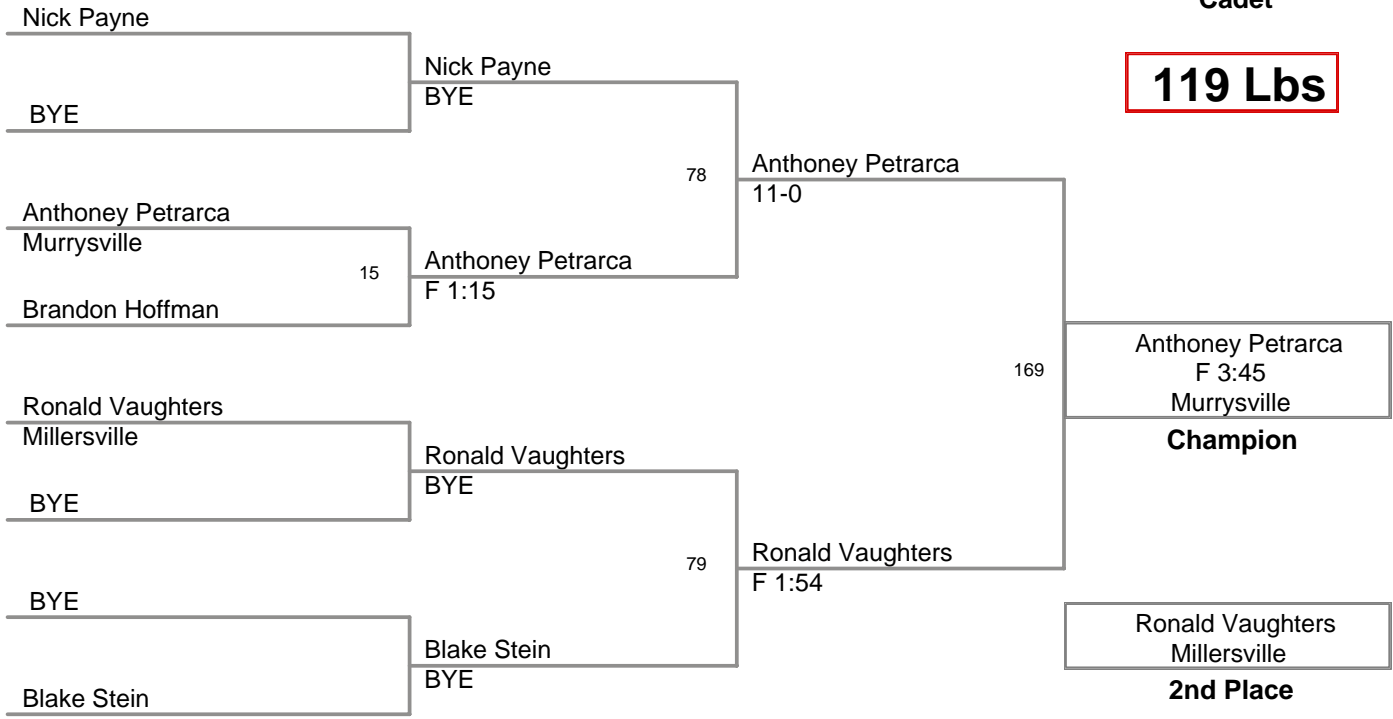 Cadet
119 Lbs
Nick Payne
BYE
Anthoney Petrarca
Murrysville
15
Brandon Hoffman
Ronald Vaughters
Millersville
BYE
BYE
Blake Stein
Nick Payne
BYE
78
Anthoney Petrarca
F 1:15
Ronald Vaughters
BYE
79
Blake Stein
BYE
Anthoney Petrarca
11-0
169
Ronald Vaughters
F 1:54
Anthoney Petrarca
F 3:45
Murrysville
Champion
Ronald Vaughters
Millersville
2nd Place